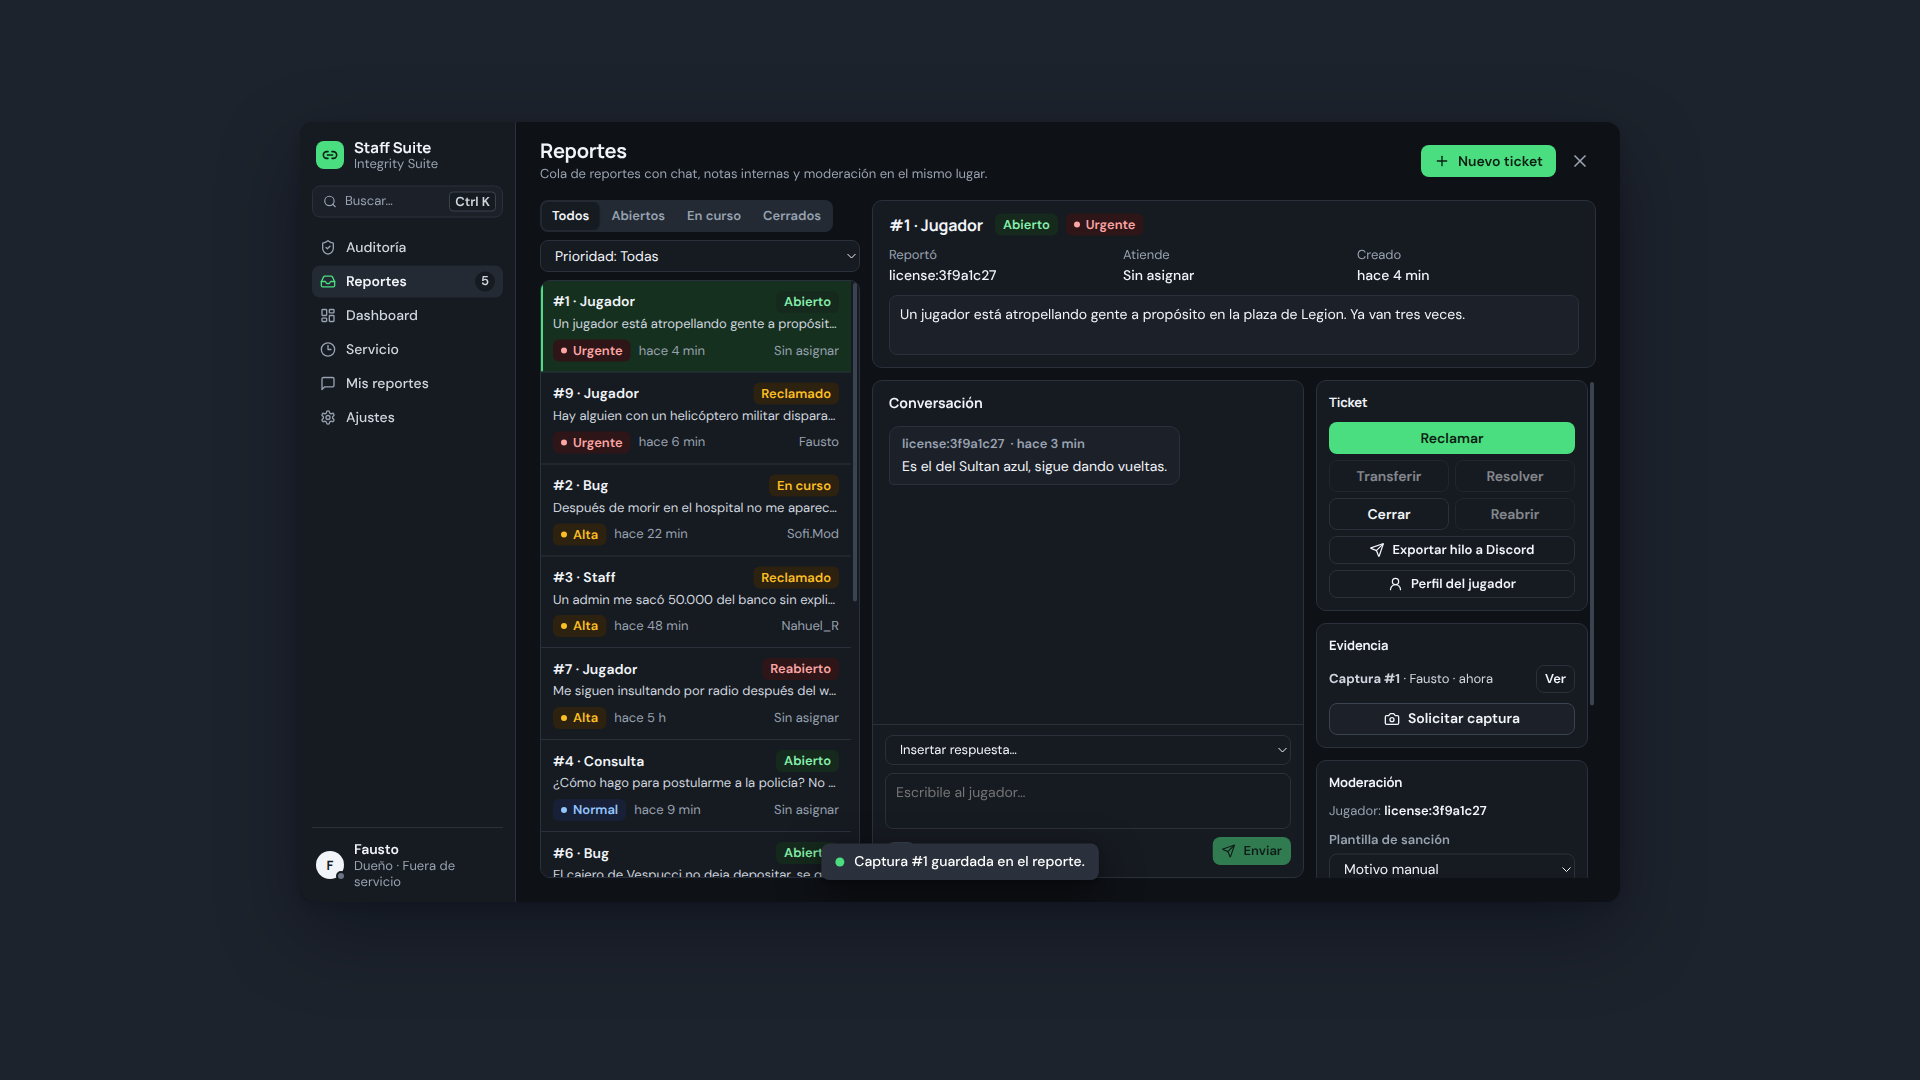 Staff Suite
Integrity Suite
Buscar...
Ctrl K
Auditoría
Reportes
5
Dashboard
Servicio
Mis reportes
Ajustes
F
Fausto
Dueño · Fuera de
servicio
Reportes
Cola de reportes con chat, notas internas y moderación en el mismo lugar.
Nuevo ticket
Todos
Abiertos
En curso
Cerrados
Prioridad: Todas
#1 · Jugador
Abierto
Un jugador está atropellando gente a propósit...
Urgente
hace 4 min
Sin asignar
#9 · Jugador
Reclamado
Hay alguien con un helicóptero militar dispara...
Urgente
hace 6 min
Fausto
#2 · Bug
En curso
Después de morir en el hospital no me aparec...
Alta
hace 22 min
Sofi.Mod
#3 · Staff
Reclamado
Un admin me sacó 50.000 del banco sin expli...
Alta
hace 48 min
Nahuel_R
#7 · Jugador
Reabierto
Me siguen insultando por radio después del w...
Alta
hace 5 h
Sin asignar
#4 · Consulta
Abierto
¿Cómo hago para postularme a la policía? No ...
Normal
hace 9 min
Sin asignar
#6 · Bug
Abiert
El cajero de Vespucci no deja depositar, se q
#1 · Jugador
Abierto
Urgente
Reportó
license:3f9a1c27
Atiende
Sin asignar
Creado
hace 4 min
Un jugador está atropellando gente a propósito en la plaza de Legion. Ya van tres veces.
Conversación
license:3f9a1c27 · hace 3 min
Es el del Sultan azul, sigue dando vueltas.
Insertar respuesta...
Escribile al jugador...
Enviar
Captura #1 guardada en el reporte.
Ticket
Reclamar
Transferir
Resolver
Cerrar
Reabrir
Exportar hilo a Discord
Perfil del jugador
Evidencia
Captura #1 · Fausto · ahora
Ver
Solicitar captura
Moderación
Jugador: license:3f9a1c27
Plantilla de sanción
Motivo manual